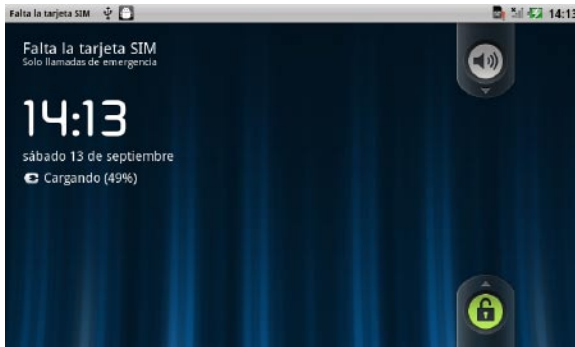 Falta la tarjeta SIM
14:13
Falta la tarjeta SIM
Solo llamadas de emergencia
14:13
sábado 13 de septiembre
Cargando (49%)